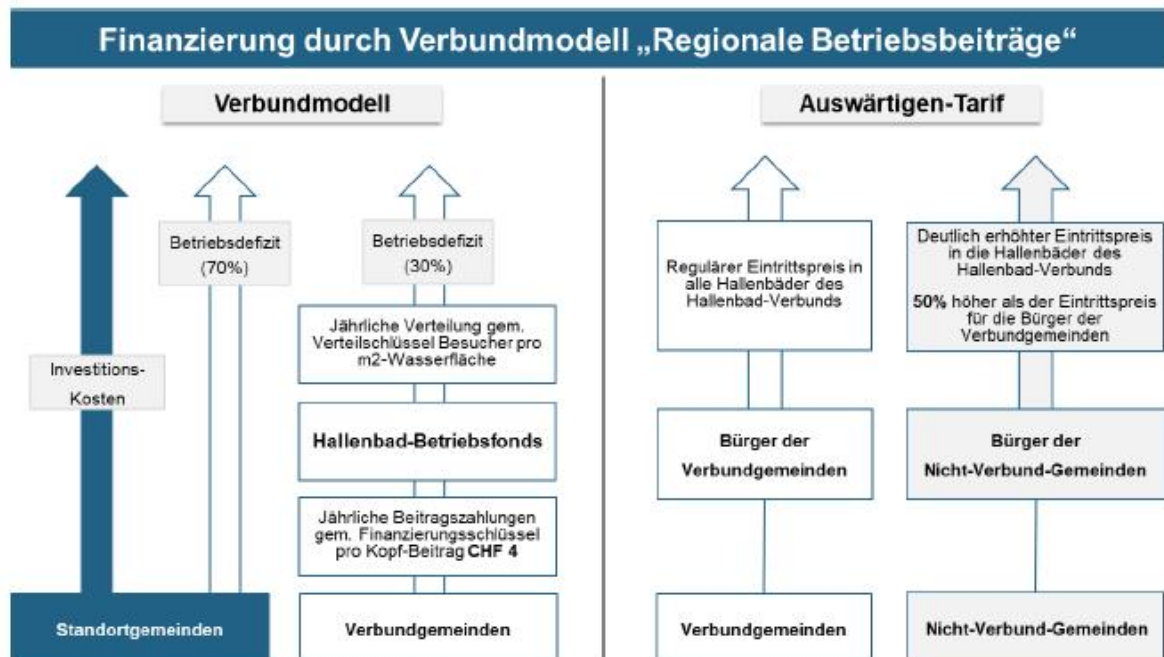 Finanzierung durch Verbundmodell „Regionale Betriebsbeiträge“
Verbundmodell
Investitions-
Kosten
Betriebsdefizit
(70%)
Betriebsdefizit
(30%)
Jährliche Verteilung gem.
Verteilschlüssel Besucher pro
m2-Wasserfläche
Hallenbad-Betriebsfonds
Jährliche Beitragszahlungen
gem. Finanzierungsschlüssel
pro Kopf-Beitrag CHF 4
Standortgemeinden
Verbundgemeinden
Auswärtigen-Tarif
Regulärer Eintrittspreis in
alle Hallenbäder des
Hallenbad-Verbunds
Bürger der
Verbundgemeinden
Verbundgemeinden
Deutlich erhöhter Eintrittspreis
in die Hallenbäder des
Hallenbad-Verbunds
50% höher als der Eintrittspreis
für die Bürger der
Verbundgemeinden
Bürger der
Nicht-Verbund-Gemeinden
Nicht-Verbund-Gemeinden